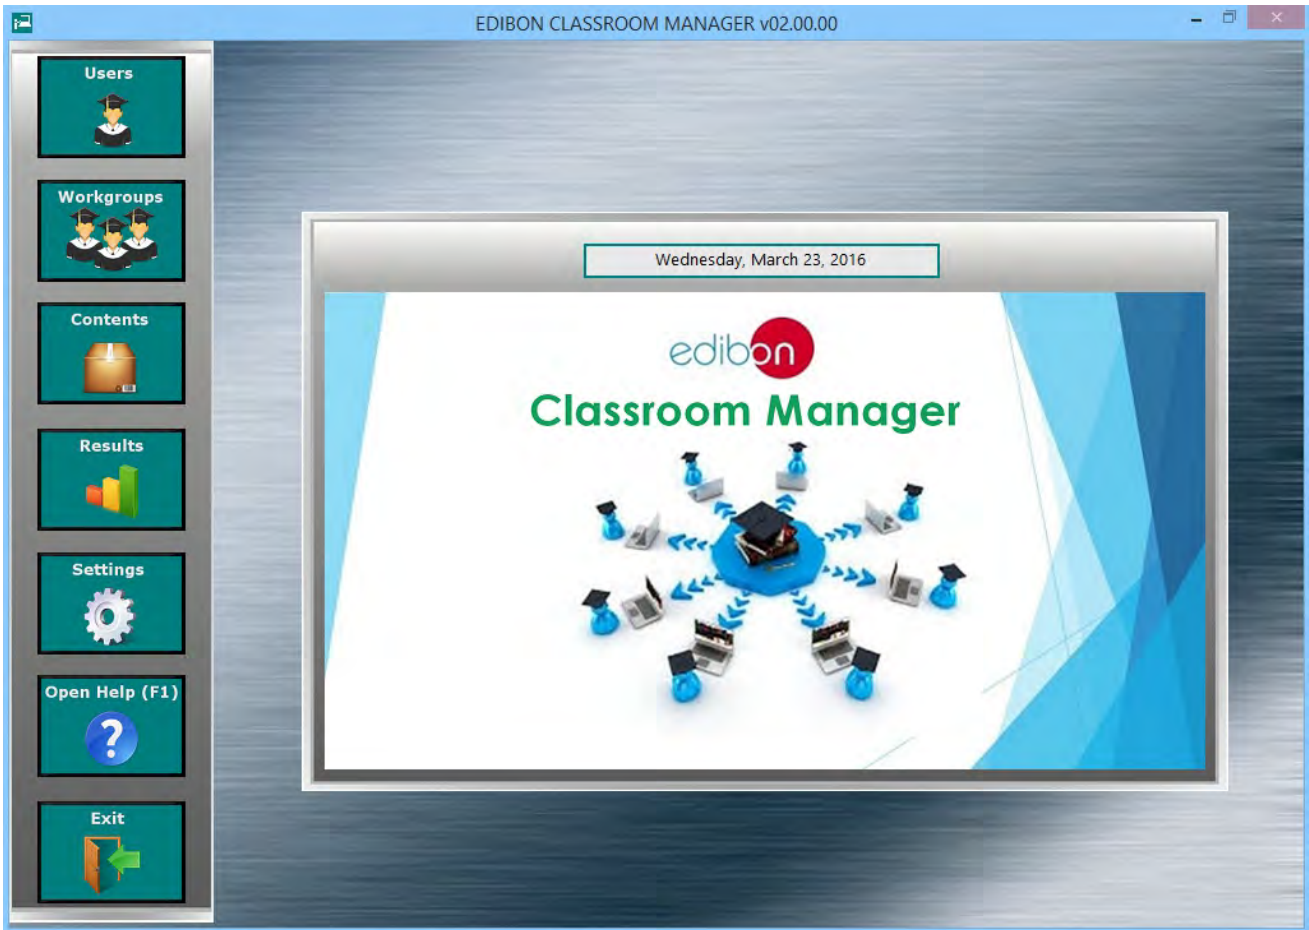 EDIBON CLASSROOM MANAGER v02.00.00
Users
Workgroups
Contents
Results
Settings
Open Help (F1)
?
Exit
Wednesday, March 23, 2016
edibon
Classroom Manager